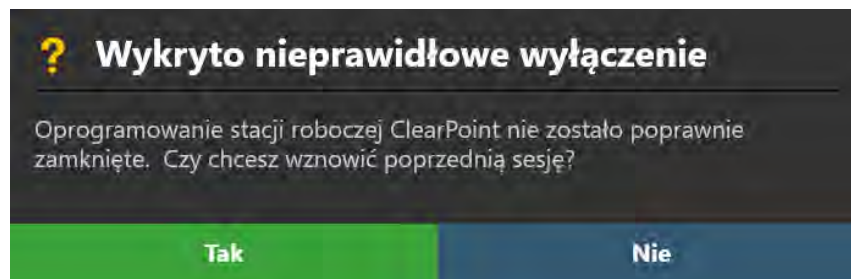 ? Wykryto nieprawidłowe wyłączenie
Oprogramowanie stacji roboczej ClearPoint nie zostało poprawnie
zamknięte. Czy chcesz wznowić poprzednią sesję?
Tak
Nie